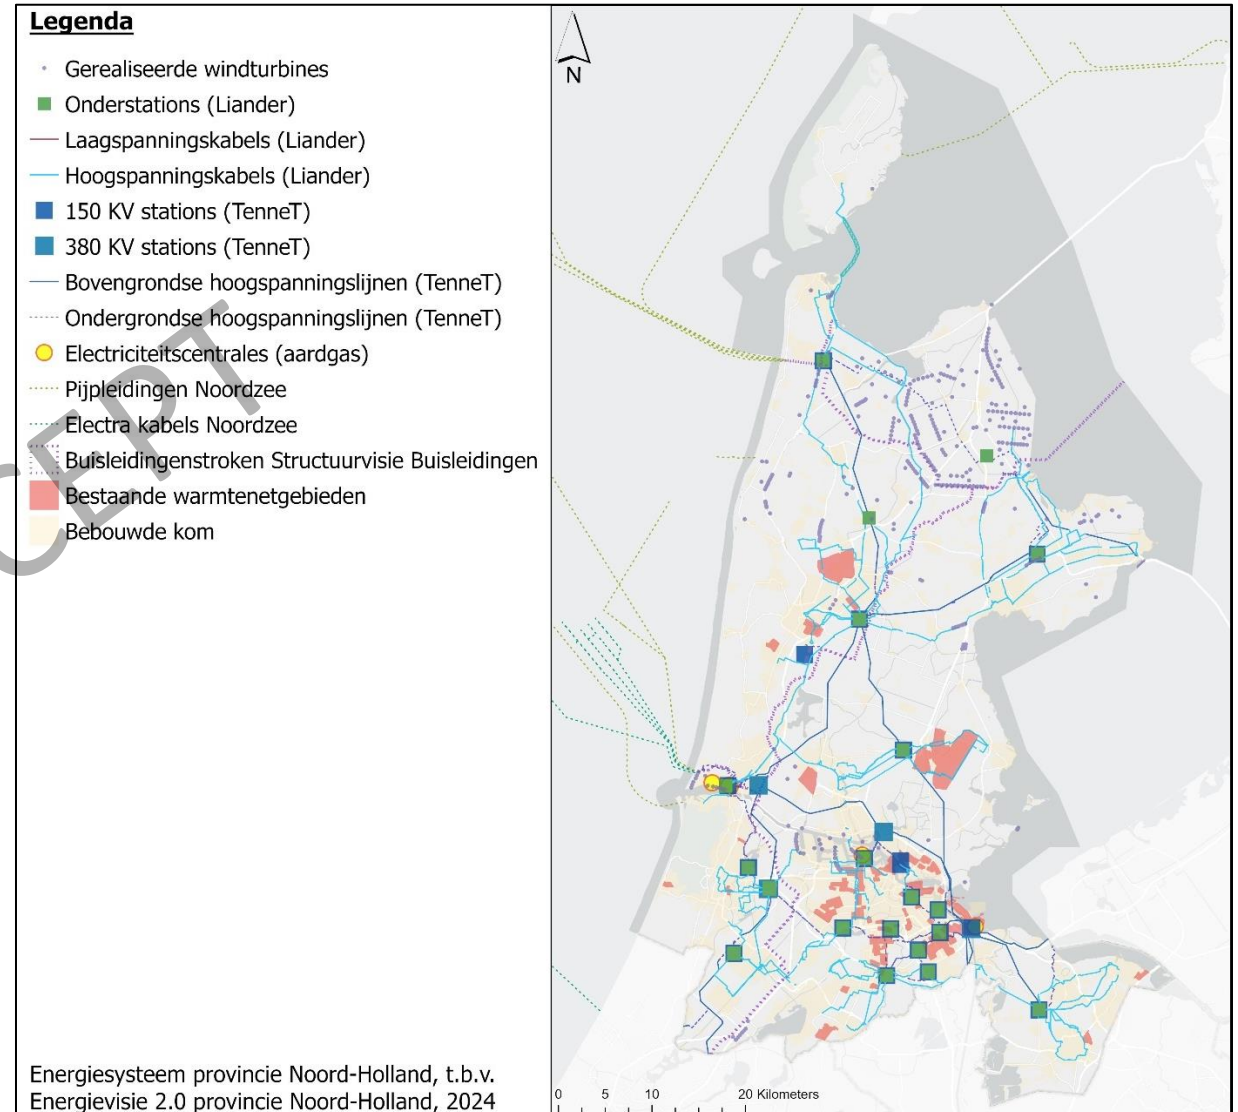 Legenda
Gerealiseerde windturbines
Onderstations (Liander)
Laagspanningskabels (Liander)
Hoogspanningskabels (Liander)
150 KV stations (TenneT)
380 KV stations (TenneT)
Bovengrondse hoogspanningslijnen (TenneT)
Ondergrondse hoogspanningslijnen (TenneT)
Electriciteitscentrales (aardgas)
Pijpleidingen Noordzee
Electra kabels Noordzee
Buisleidingenstroken Structuurvisie Buisleidingen
Bestaande warmtenetgebieden
Bebouwde kom
CEPT
Energiesysteem provincie Noord-Holland, t.b.v.
Energievisie 2.0 provincie Noord-Holland, 2024
N
0 5 10 20 Kilometers